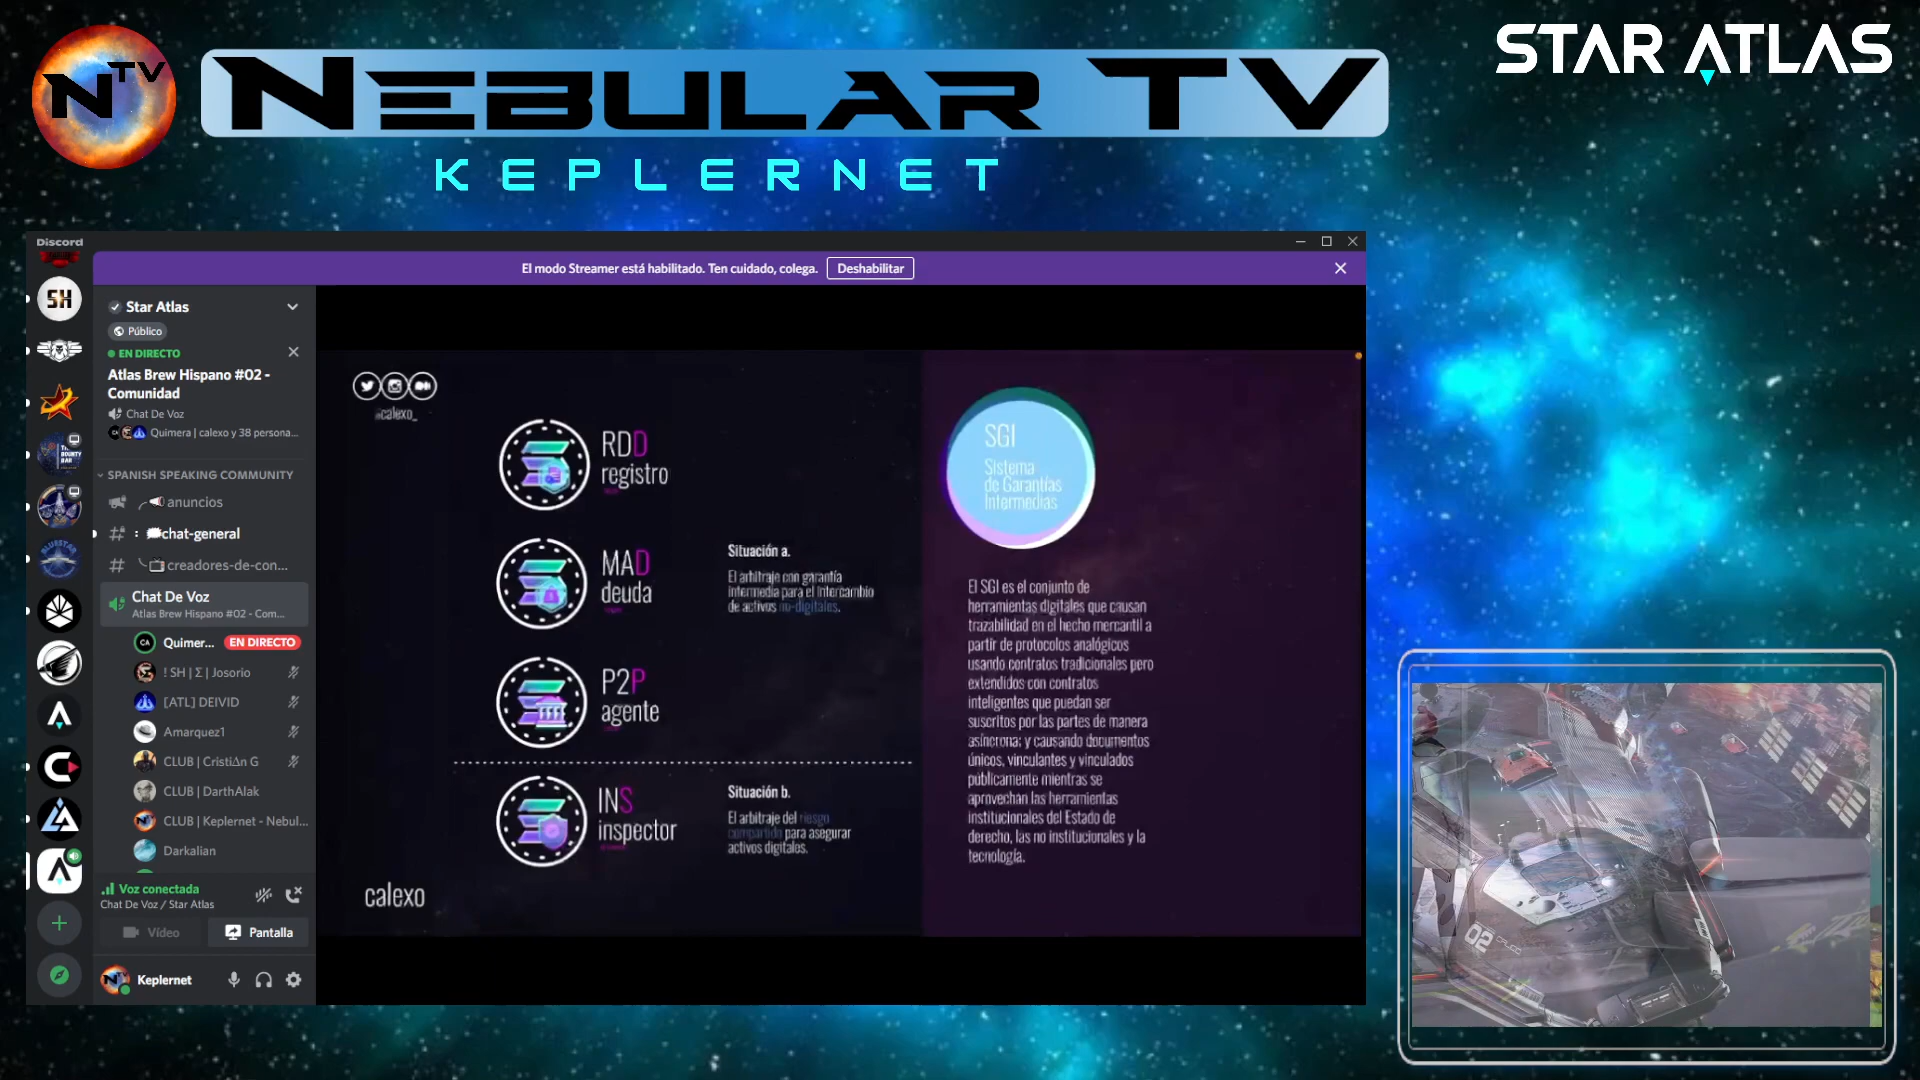 NTV
NEBULAR TV
STAR ATLAS
KEPLERNET
Discord
El modo Streamer está habilitado. Ten cuidado, colega.
Deshabilitar
SH
Star Atlas
Público
EN DIRECTO
Atlas Brew Hispano #02 -
Comunidad
Chat De Voz
Quimera | calexo y 38 persona...
SPANISH SPEAKING COMMUNITY
anuncios
chat-general
creadores-de-con...
Chat De Voz
Atlas Brew Hispano #02 - Com...
Quimer... EN DIRECTO
! SH | Σ | Josorio
[ATL] DEIVID
Amarquez1
CLUB | CristiΔn G
CLUB | DarthAlak
CLUB | Keplernet - Nebul...
Darkalian
Voz conectada
Chat De Voz / Star Atlas
Vídeo
Pantalla
Keplernet
@calexo_
RDD
registro
MAD
deuda
Situación a.
El arbitraje con garantía
intermedia para el intercambio
de activos no-digitales.
P2P
agente
INS
inspector
Situación b.
El arbitraje del riesgo
compartido para asegurar
activos digitales.
calexo
SGI
Sistema
de Garantías
Intermedias
El SGI es el conjunto de
herramientas digitales que causan
trazabilidad en el hecho mercantil a
partir de protocolos analógicos
usando contratos tradicionales pero
extendidos con contratos
inteligentes que puedan ser
suscritos por las partes de manera
asíncrona; y causando documentos
únicos, vinculantes y vinculados
públicamente mientras se
aprovechan las herramientas
institucionales del Estado de
derecho, las no institucionales y la
tecnología.
02